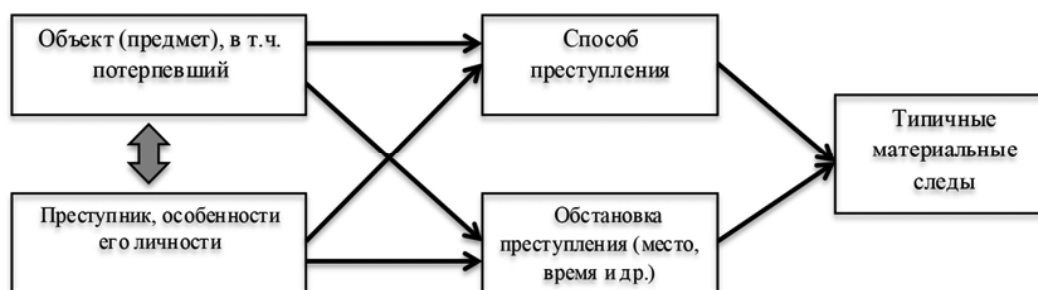 Объект (предмет), в т.ч.
потерпевший
Способ
преступления
Типичные
материальные
следы
Преступник, особенности
его личности
Обстановка
преступления (место,
время и др.)